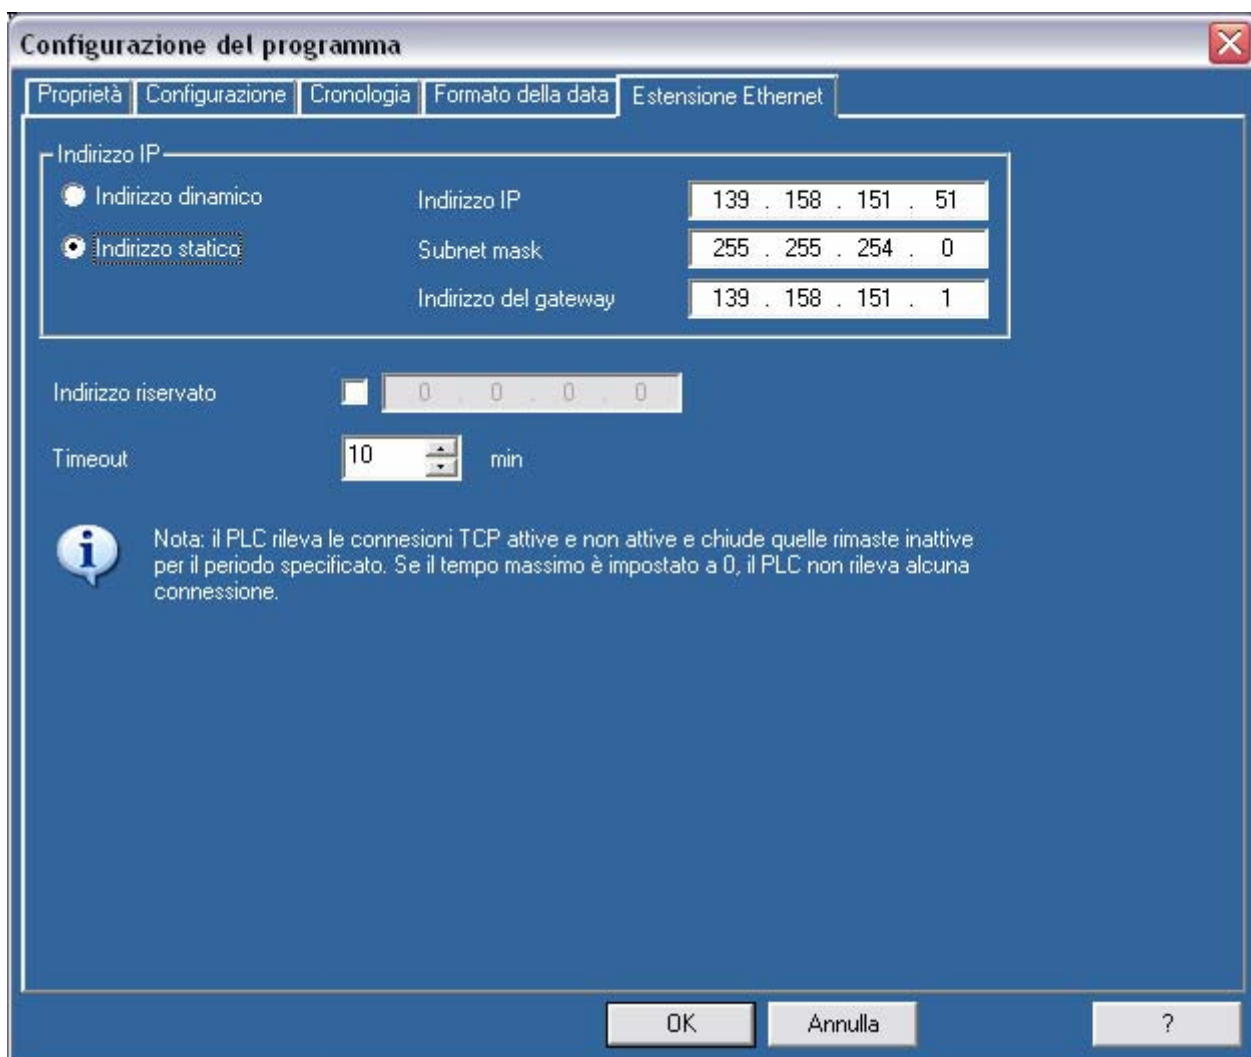 Configurazione del programma
Proprietà Configurazione Cronologia Formato della data Estensione Ethernet
Indirizzo IP
Indirizzo dinamico Indirizzo IP 139 . 158 . 151 . 51
Indirizzo statico Subnet mask 255 . 255 . 254 . 0
Indirizzo del gateway 139 . 158 . 151 . 1
Indirizzo riservato 0 . 0 . 0 . 0
Timeout 10 min
Nota: il PLC rileva le connesioni TCP attive e non attive e chiude quelle rimaste inattive
per il periodo specificato. Se il tempo massimo è impostato a 0, il PLC non rileva alcuna
connessione.
OK Annulla ?